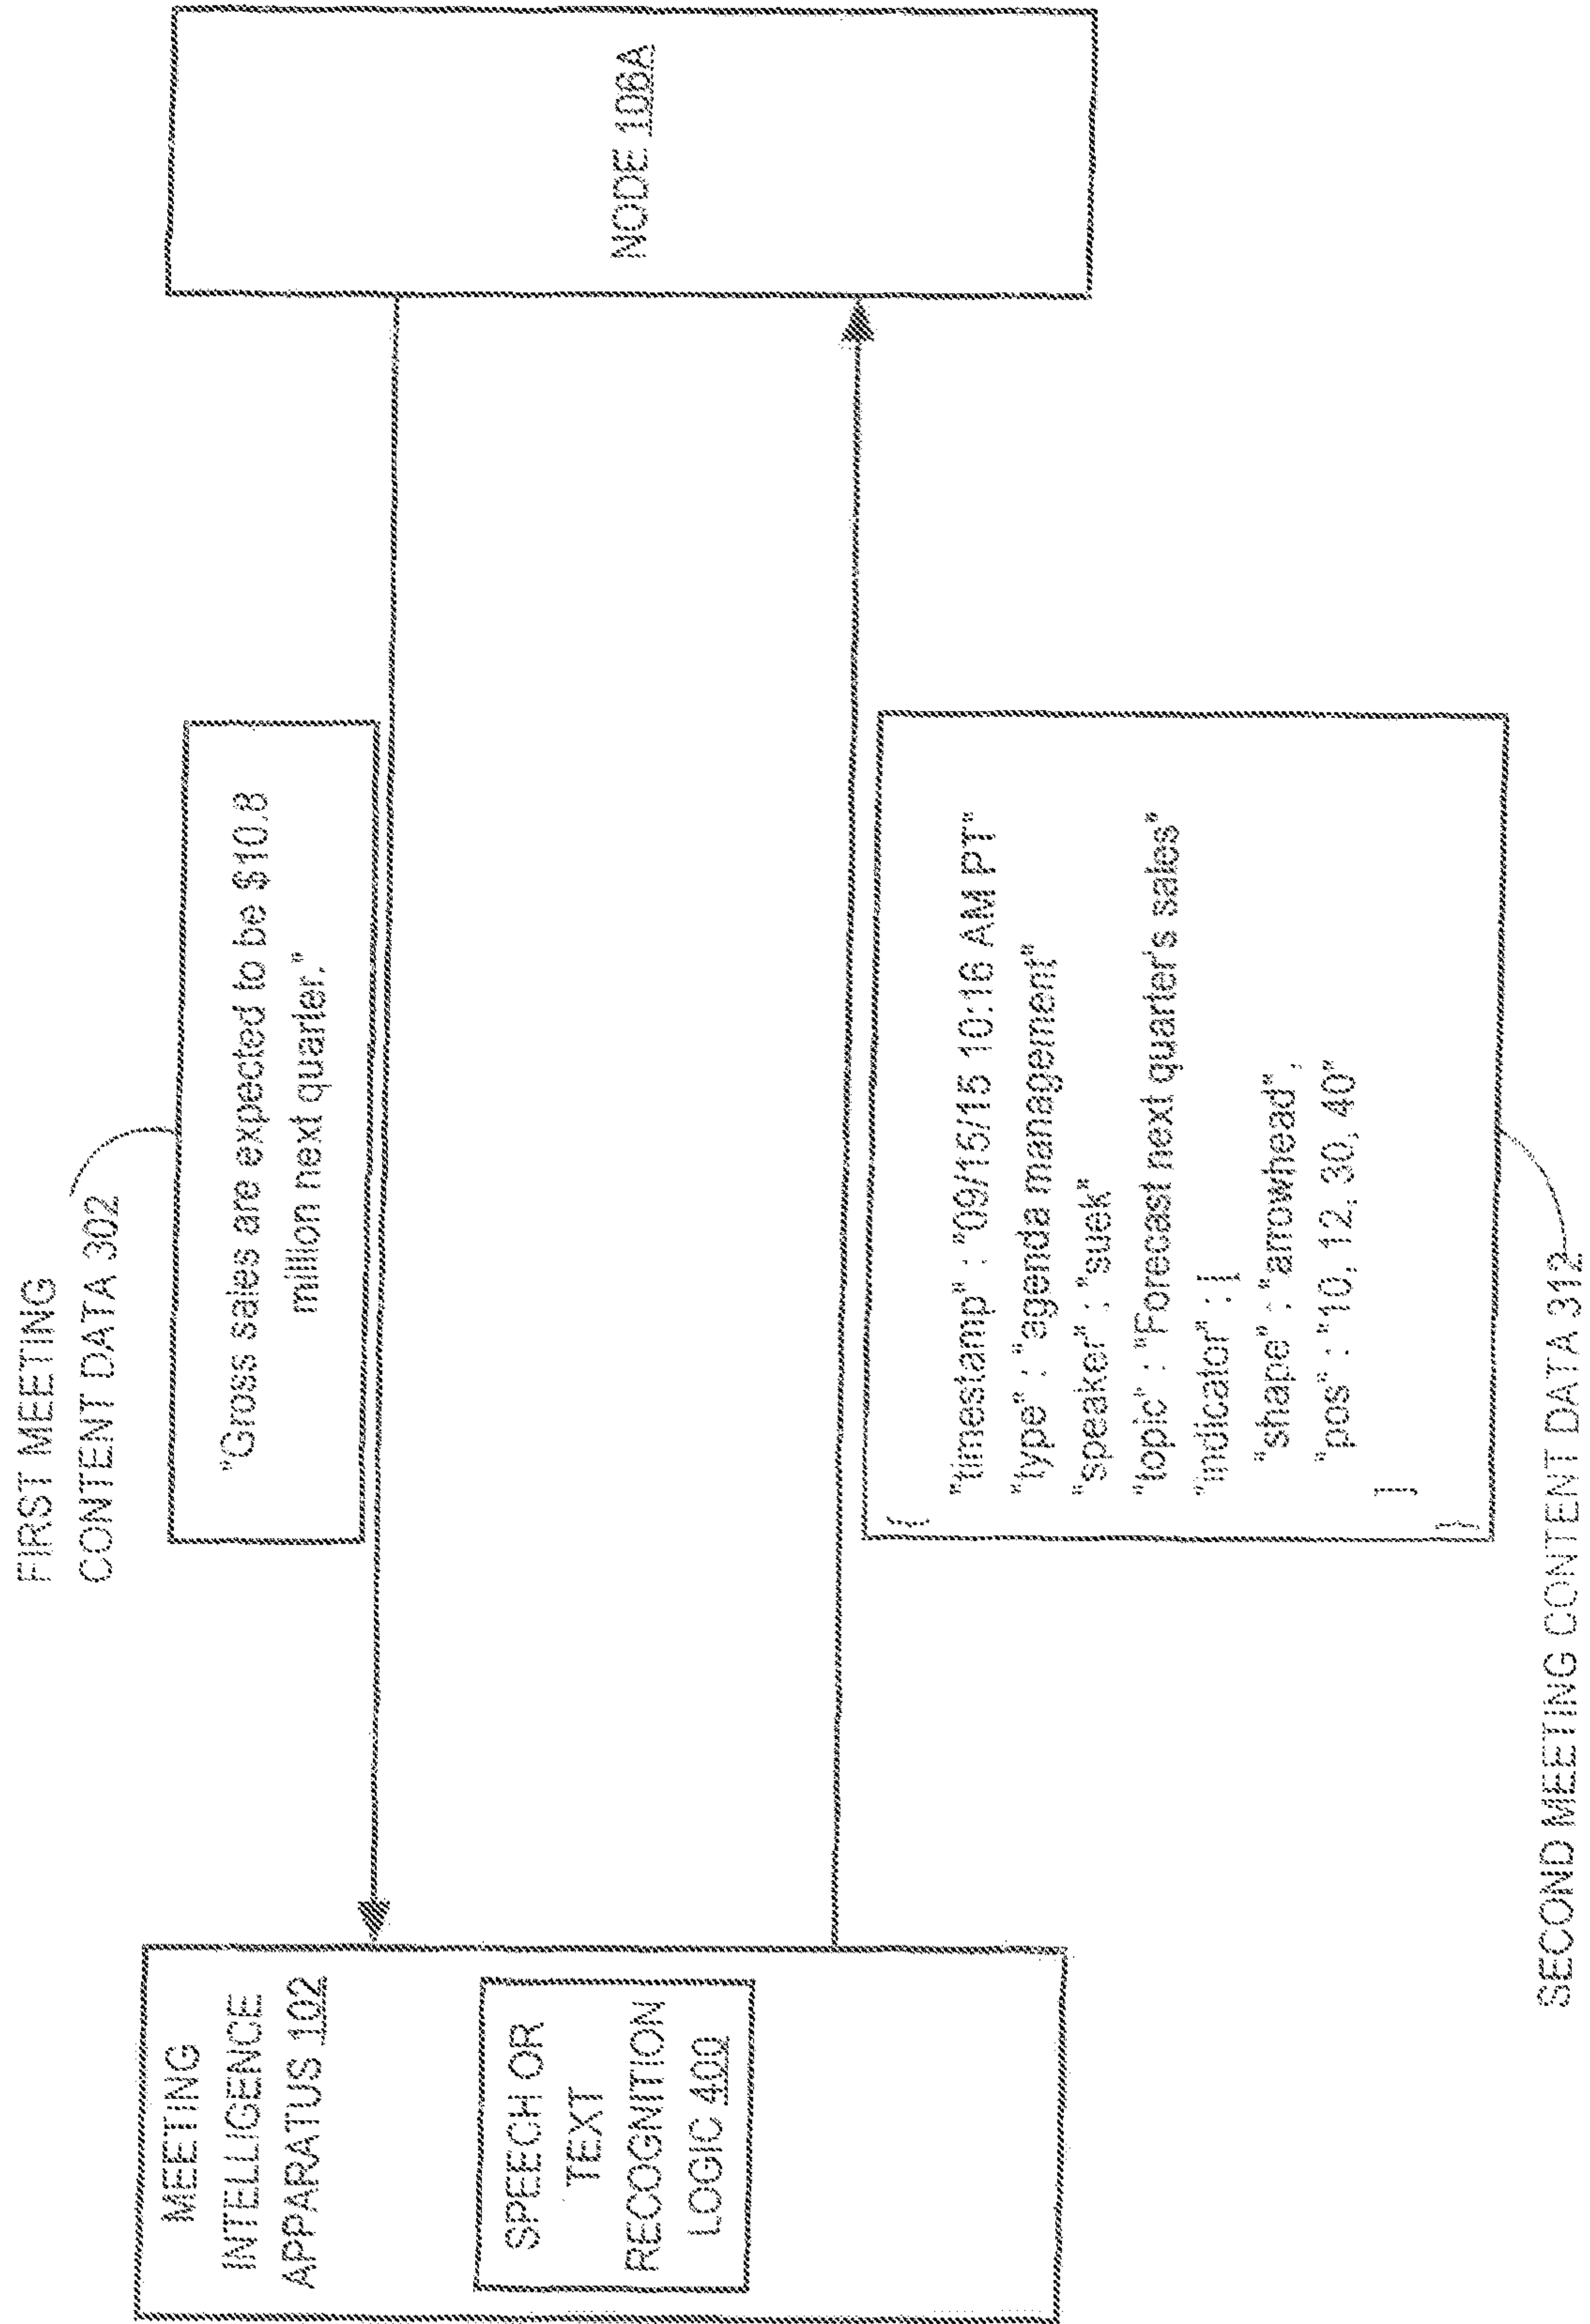 FIRST MEETING
CONTENT DATA 302
"Gross sales are expected to be $10.8
million next quarter."
MEETING
INTELLIGENCE
APPARATUS 102
SPEECH OR
TEXT
RECOGNITION
LOGIC 400
NODE 106A
{
"timestamp" : "09/15/15 10:16 AM PT"
"type" : "agenda management"
"speaker" : "suek"
"topic" : "Forecast next quarter's sales"
"indicator" : [
"shape" : "arrowhead",
"pos" : "10, 12, 30, 40"
]
}
SECOND MEETING CONTENT DATA 312